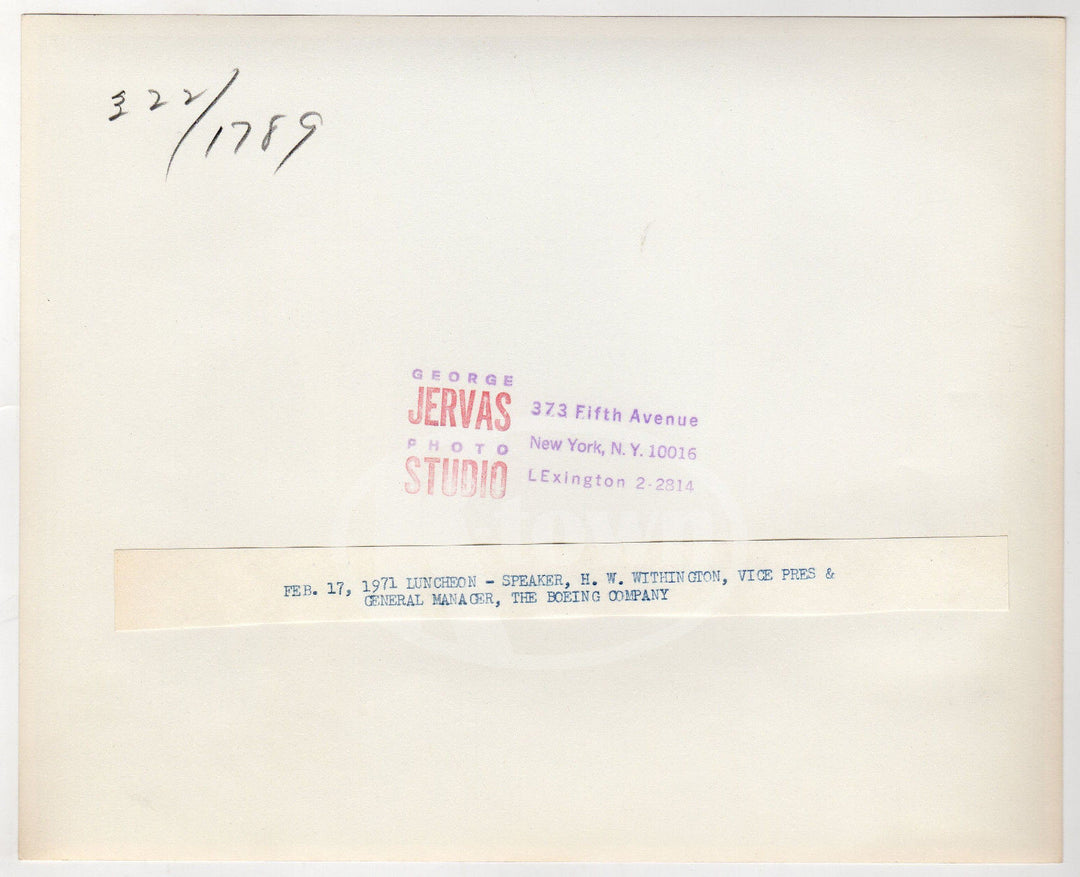 322/1789
GEORGE
JERVAS
PHOTO
STUDIO
373 Fifth Avenue
New York, N. Y. 10016
LExington 2-2814
town
FEB. 17, 1971 LUNCHEON - SPEAKER, H. W. WITHINGTON, VICE PRES &
GENERAL MANAGER, THE BOEING COMPANY